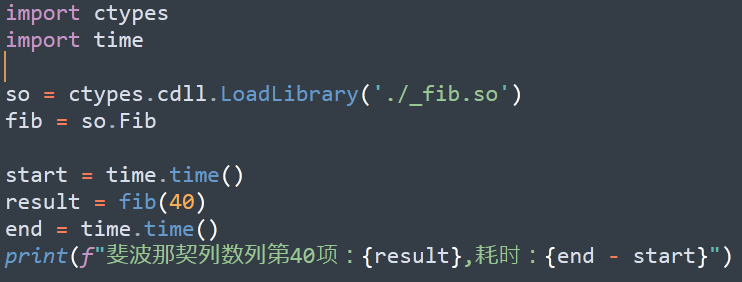 import ctypes
import time
so = ctypes.cdll.LoadLibrary('./_fib.so')
fib = so.Fib
start = time.time()
result = fib(40)
end = time.time()
print(f"斐波那契列数列第40项：{result},耗时：{end - start}")